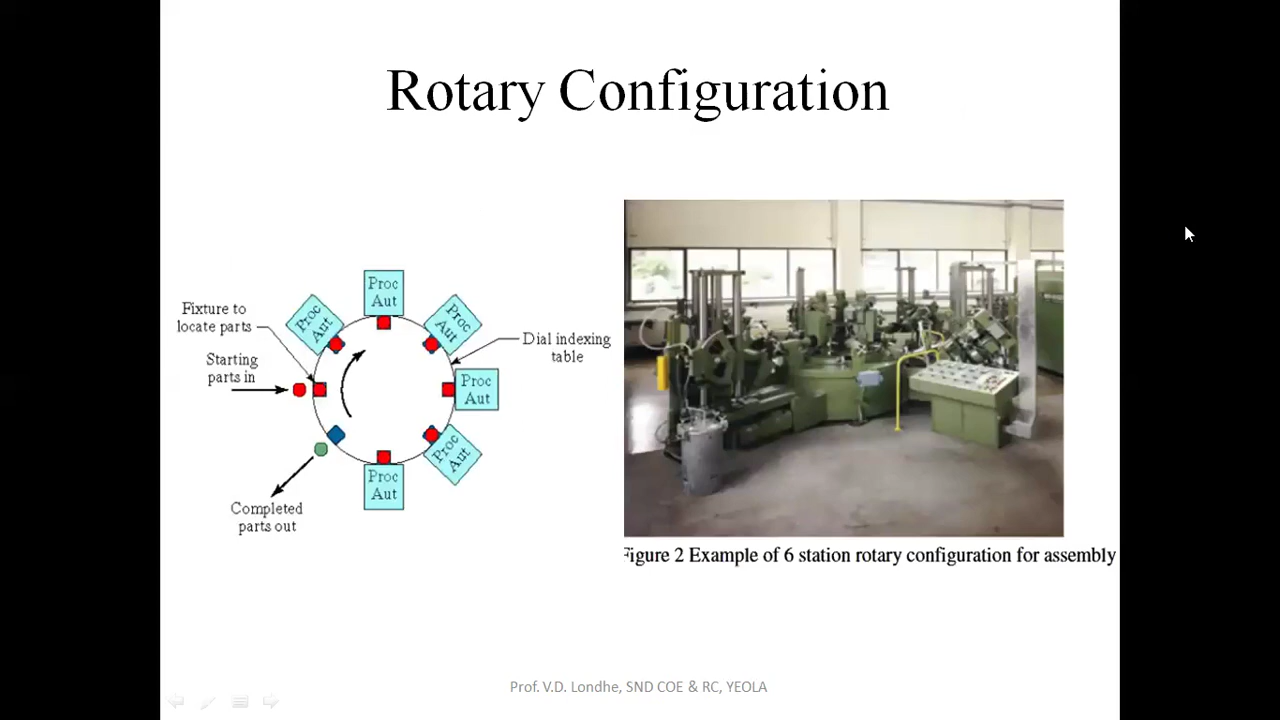 Rotary Configuration
Fixture to
locate parts
Starting
parts in
Completed
parts out
Proc
Aut
Proc
Aut
Proc
Aut
Proc
Aut
Proc
Aut
Proc
Aut
Dial indexing
table
Figure 2 Example of 6 station rotary configuration for assembly
Prof. V.D. Londhe, SND COE & RC, YEOLA